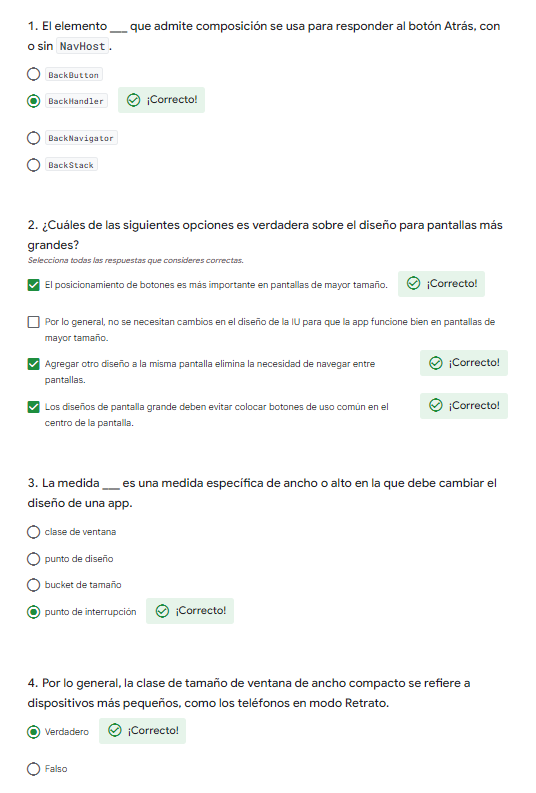 1. El elemento ___ que admite composición se usa para responder al botón Atrás, con
o sin NavHost.
BackButton
BackHandler ¡Correcto!
BackNavigator
BackStack
2. ¿Cuáles de las siguientes opciones es verdadera sobre el diseño para pantallas más
grandes?
Selecciona todas las respuestas que consideres correctas.
El posicionamiento de botones es más importante en pantallas de mayor tamaño. ¡Correcto!
Por lo general, no se necesitan cambios en el diseño de la IU para que la app funcione bien en pantallas de
mayor tamaño.
Agregar otro diseño a la misma pantalla elimina la necesidad de navegar entre ¡Correcto!
pantallas.
Los diseños de pantalla grande deben evitar colocar botones de uso común en el ¡Correcto!
centro de la pantalla.
3. La medida ___ es una medida específica de ancho o alto en la que debe cambiar el
diseño de una app.
clase de ventana
punto de diseño
bucket de tamaño
punto de interrupción ¡Correcto!
4. Por lo general, la clase de tamaño de ventana de ancho compacto se refiere a
dispositivos más pequeños, como los teléfonos en modo Retrato.
Verdadero ¡Correcto!
Falso